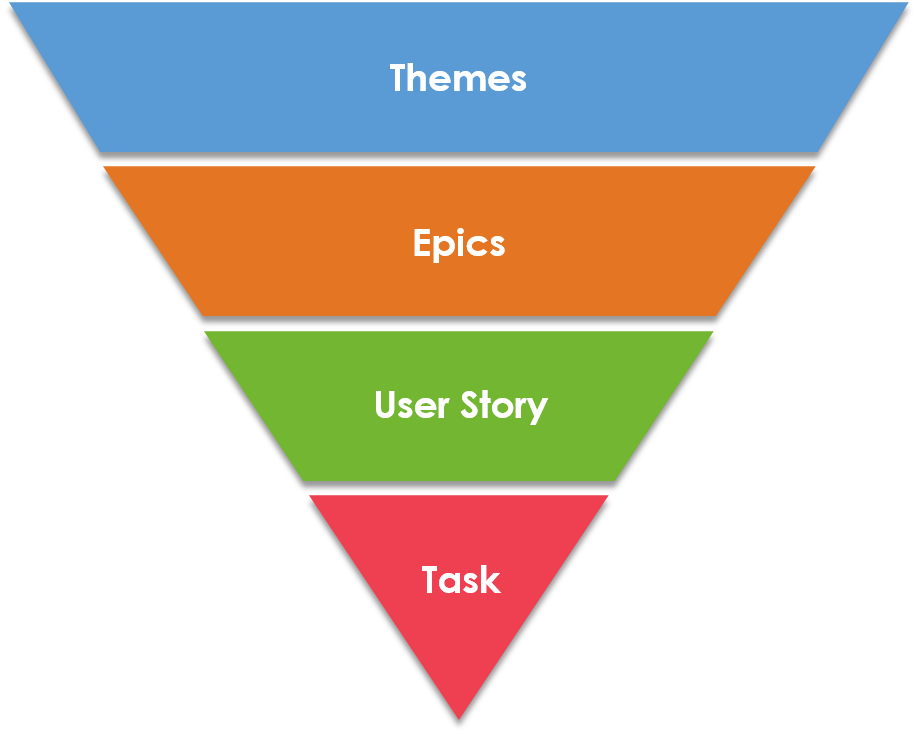 Themes
Epics
User Story
Task